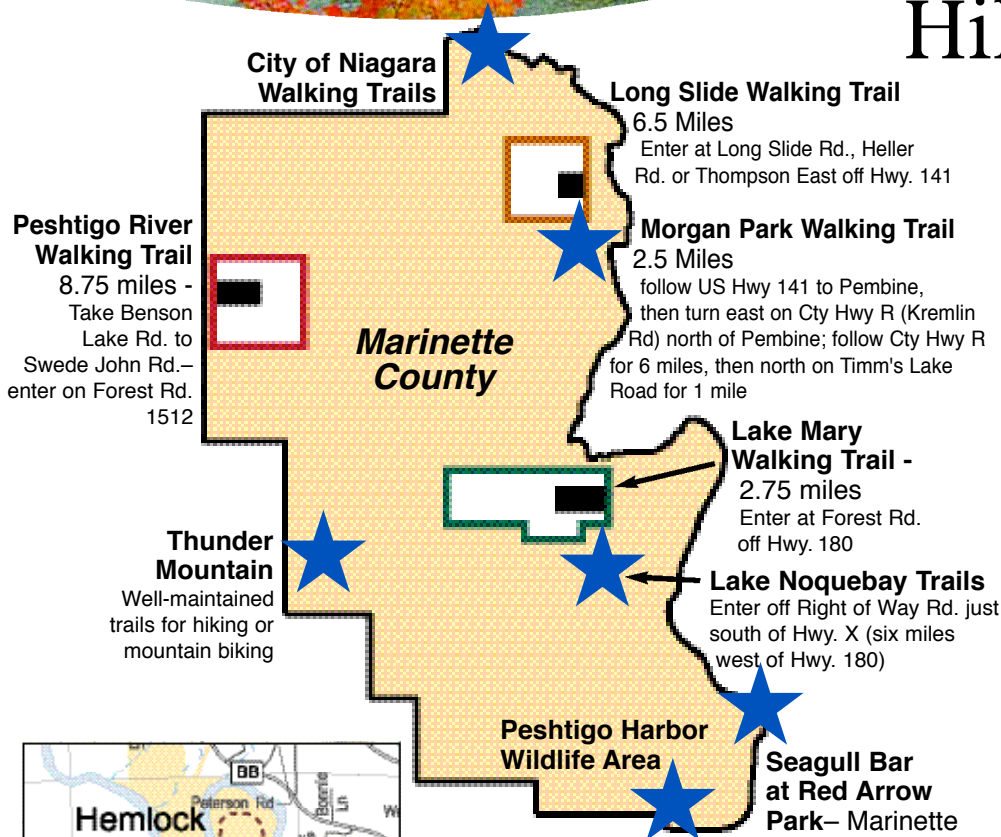 Hil
City of Niagara
Walking Trails
Long Slide Walking Trail
6.5 Miles
Enter at Long Slide Rd., Heller
Rd. or Thompson East off Hwy. 141
Peshtigo River
Walking Trail
8.75 miles -
Take Benson
Lake Rd. to
Swede John Rd.–
enter on Forest Rd.
1512
Morgan Park Walking Trail
2.5 Miles
follow US Hwy 141 to Pembine,
then turn east on Cty Hwy R (Kremlin
Rd) north of Pembine; follow Cty Hwy R
for 6 miles, then north on Timm's Lake
Road for 1 mile
Marinette
County
Lake Mary
Walking Trail -
2.75 miles
Enter at Forest Rd.
off Hwy. 180
Thunder
Mountain
Well-maintained
trails for hiking or
mountain biking
Lake Noquebay Trails
Enter off Right of Way Rd. just
south of Hwy. X (six miles
west of Hwy. 180)
Peshtigo Harbor
Wildlife Area
Seagull Bar
at Red Arrow
Park– Marinette
BB
Peterson Rd
Bonnie
Ln
Hemlock